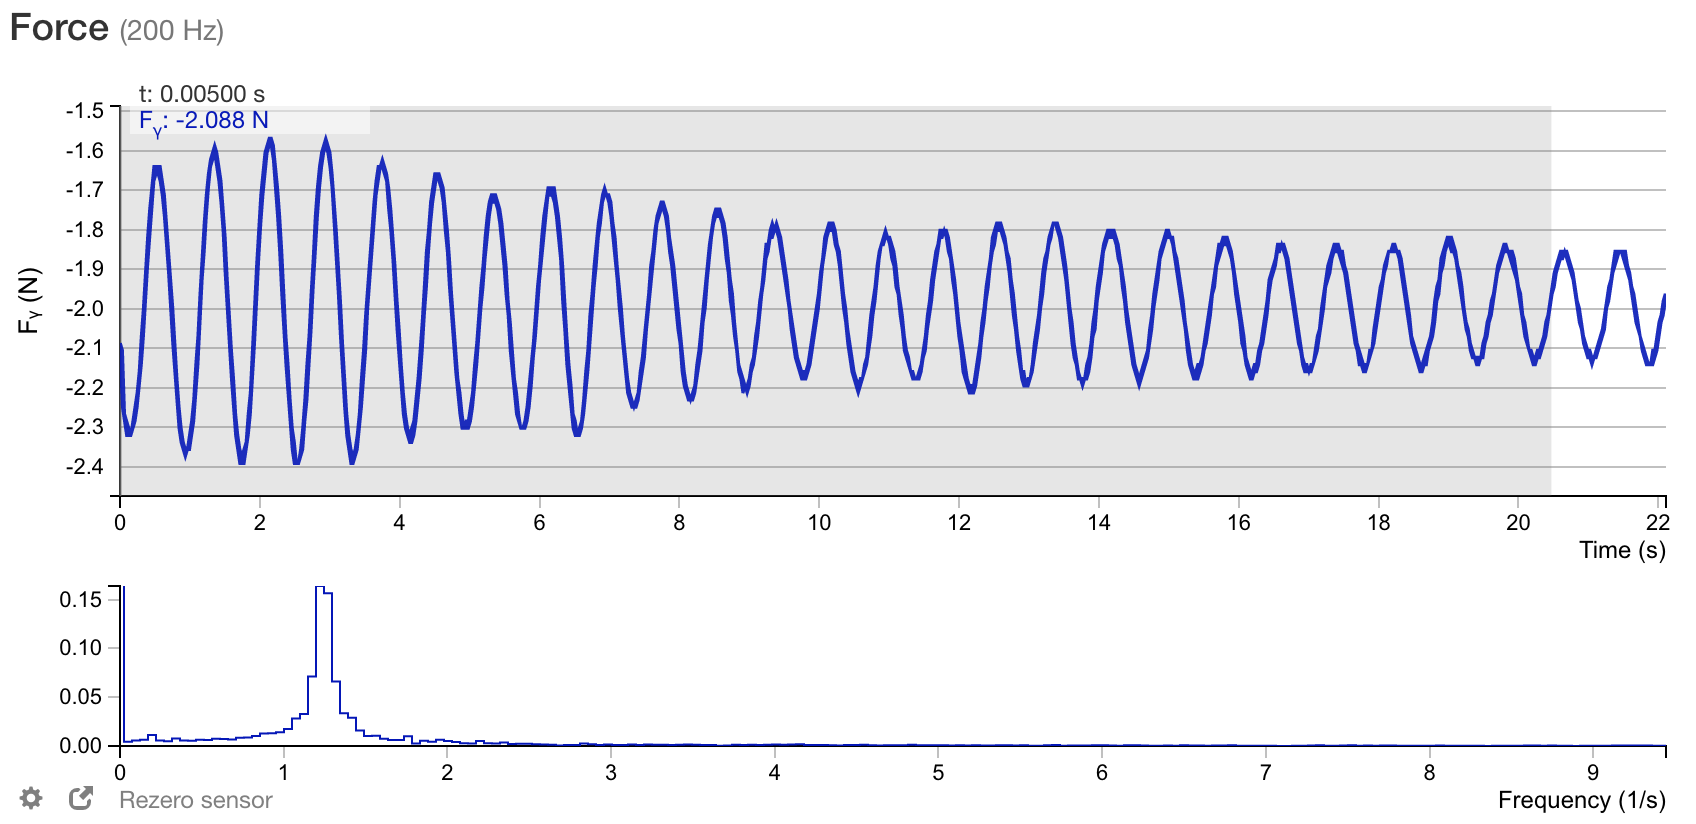 Force (200 Hz)
t: 0.00500 s
Fᵧ: -2.088 N
-1.5
-1.6
-1.7
-1.8
-1.9
-2.0
-2.1
-2.2
-2.3
-2.4
Fᵧ (N)
0 2 4 6 8 10 12 14 16 18 20 22
Time (s)
0.15
0.10
0.05
0.00
0 1 2 3 4 5 6 7 8 9
Rezero sensor Frequency (1/s)